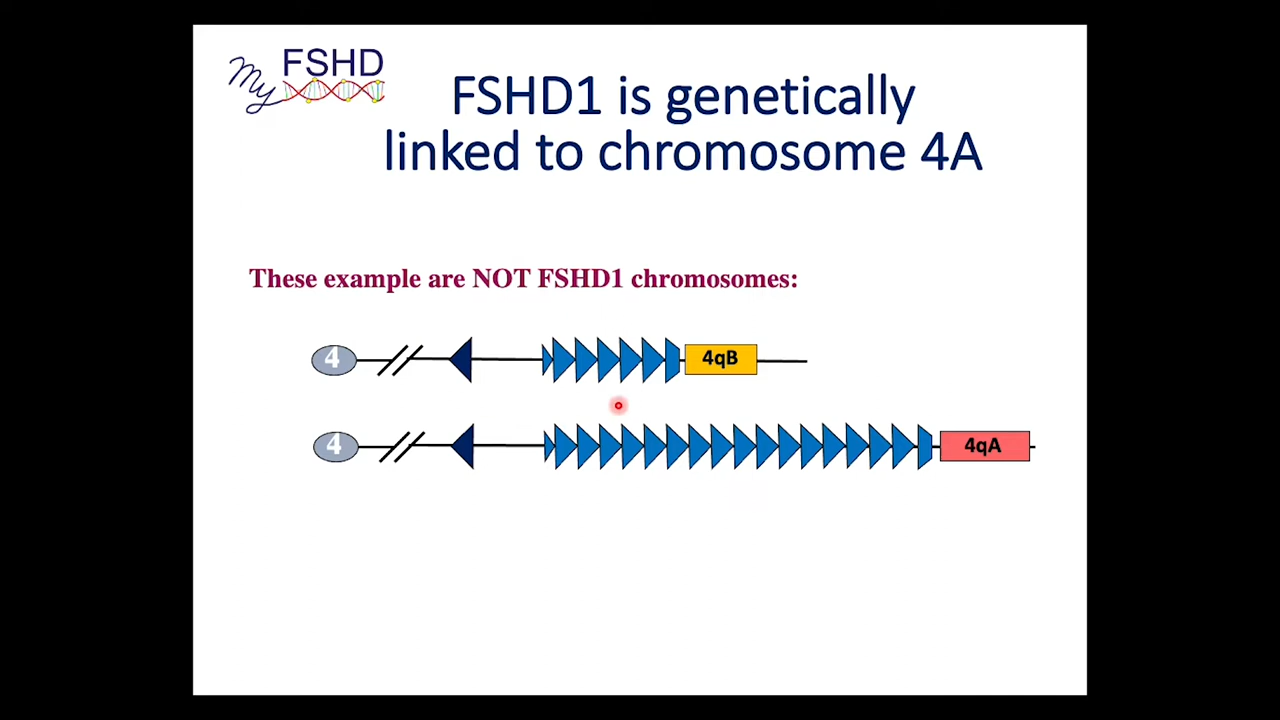 My FSHD
FSHD1 is genetically
linked to chromosome 4A
These example are NOT FSHD1 chromosomes:
4 4qB
4 4qA